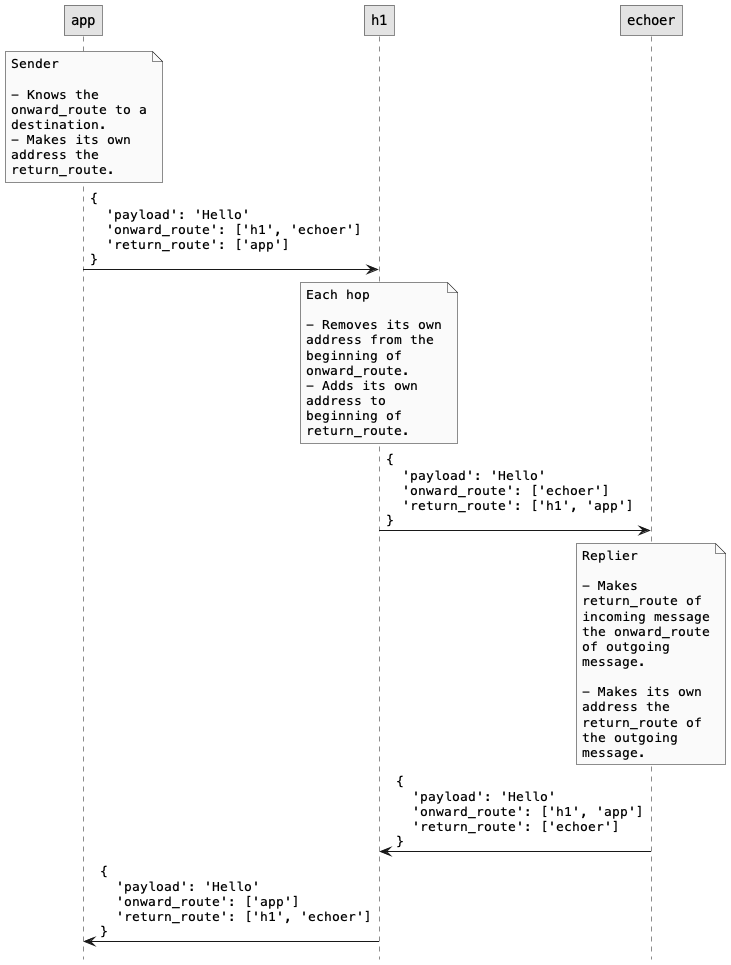 app
h1
echoer
Sender
– Knows the
onward_route to a
destination.
– Makes its own
address the
return_route.
{
'payload': 'Hello'
'onward_route': ['h1', 'echoer']
'return_route': ['app']
}
Each hop
– Removes its own
address from the
beginning of
onward_route.
– Adds its own
address to
beginning of
return_route.
{
'payload': 'Hello'
'onward_route': ['echoer']
'return_route': ['h1', 'app']
}
Replier
– Makes
return_route of
incoming message
the onward_route
of outgoing
message.
– Makes its own
address the
return_route of
the outgoing
message.
{
'payload': 'Hello'
'onward_route': ['h1', 'app']
'return_route': ['echoer']
}
{
'payload': 'Hello'
'onward_route': ['app']
'return_route': ['h1', 'echoer']
}